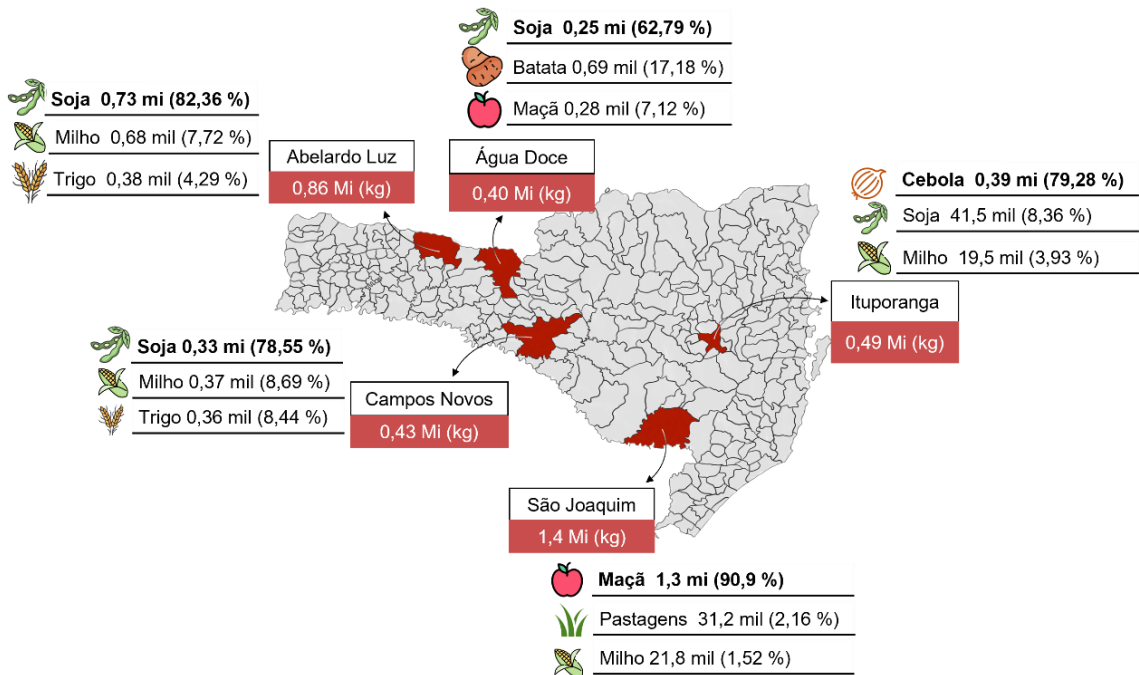 Soja 0,25 mi (62,79 %)
Batata 0,69 mil (17,18 %)
Maçã 0,28 mil (7,12 %)
Água Doce
0,40 Mi (kg)
Soja 0,73 mi (82,36 %)
Milho 0,68 mil (7,72 %)
Trigo 0,38 mil (4,29 %)
Abelardo Luz
0,86 Mi (kg)
Cebola 0,39 mi (79,28 %)
Soja 41,5 mil (8,36 %)
Milho 19,5 mil (3,93 %)
Ituporanga
0,49 Mi (kg)
Soja 0,33 mi (78,55 %)
Milho 0,37 mil (8,69 %)
Trigo 0,36 mil (8,44 %)
Campos Novos
0,43 Mi (kg)
São Joaquim
1,4 Mi (kg)
Maçã 1,3 mi (90,9 %)
Pastagens 31,2 mil (2,16 %)
Milho 21,8 mil (1,52 %)